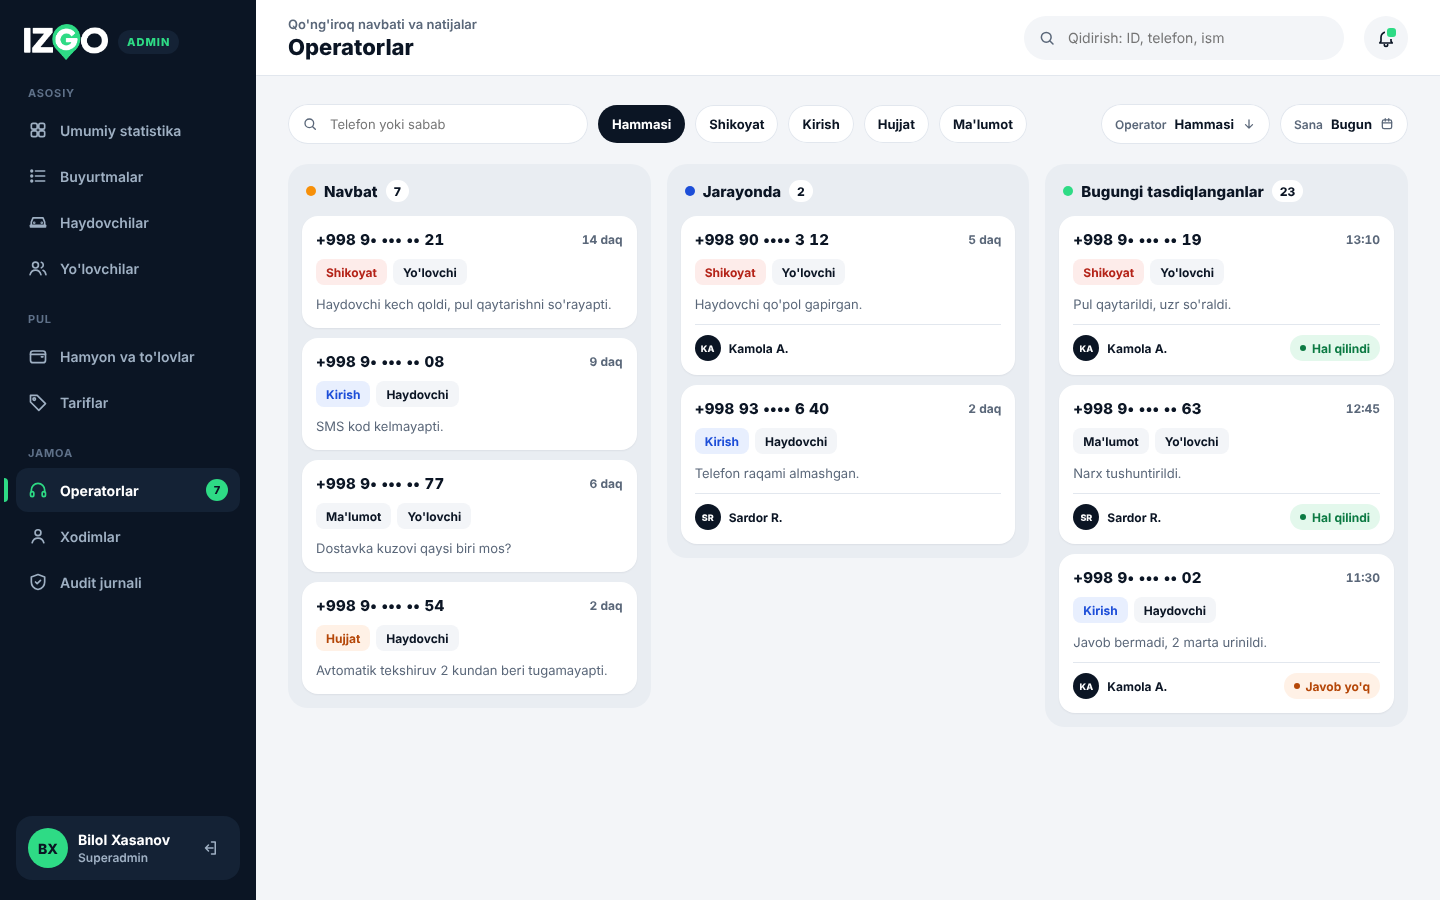 IZGO ADMIN
ASOSIY
Umumiy statistika
Buyurtmalar
Haydovchilar
Yo'lovchilar
PUL
Hamyon va to'lovlar
Tariflar
JAMOA
Operatorlar 7
Xodimlar
Audit jurnali
BX Bilol Xasanov
Superadmin
Qo'ng'iroq navbati va natijalar
Operatorlar
Qidirish: ID, telefon, ism
Telefon yoki sabab
Hammasi Shikoyat Kirish Hujjat Ma'lumot
Operator Hammasi
Sana Bugun
Navbat 7
+998 9• ••• •• 21 14 daq
Shikoyat Yo'lovchi
Haydovchi kech qoldi, pul qaytarishni so'rayapti.
+998 9• ••• •• 08 9 daq
Kirish Haydovchi
SMS kod kelmayapti.
+998 9• ••• •• 77 6 daq
Ma'lumot Yo'lovchi
Dostavka kuzovi qaysi biri mos?
+998 9• ••• •• 54 2 daq
Hujjat Haydovchi
Avtomatik tekshiruv 2 kundan beri tugamayapti.
Jarayonda 2
+998 90 •••• 3 12 5 daq
Shikoyat Yo'lovchi
Haydovchi qo'pol gapirgan.
KA Kamola A.
+998 93 •••• 6 40 2 daq
Kirish Haydovchi
Telefon raqami almashgan.
SR Sardor R.
Bugungi tasdiqlanganlar 23
+998 9• ••• •• 19 13:10
Shikoyat Yo'lovchi
Pul qaytarildi, uzr so'raldi.
KA Kamola A. Hal qilindi
+998 9• ••• •• 63 12:45
Ma'lumot Yo'lovchi
Narx tushuntirildi.
SR Sardor R. Hal qilindi
+998 9• ••• •• 02 11:30
Kirish Haydovchi
Javob bermadi, 2 marta urinildi.
KA Kamola A. Javob yo'q